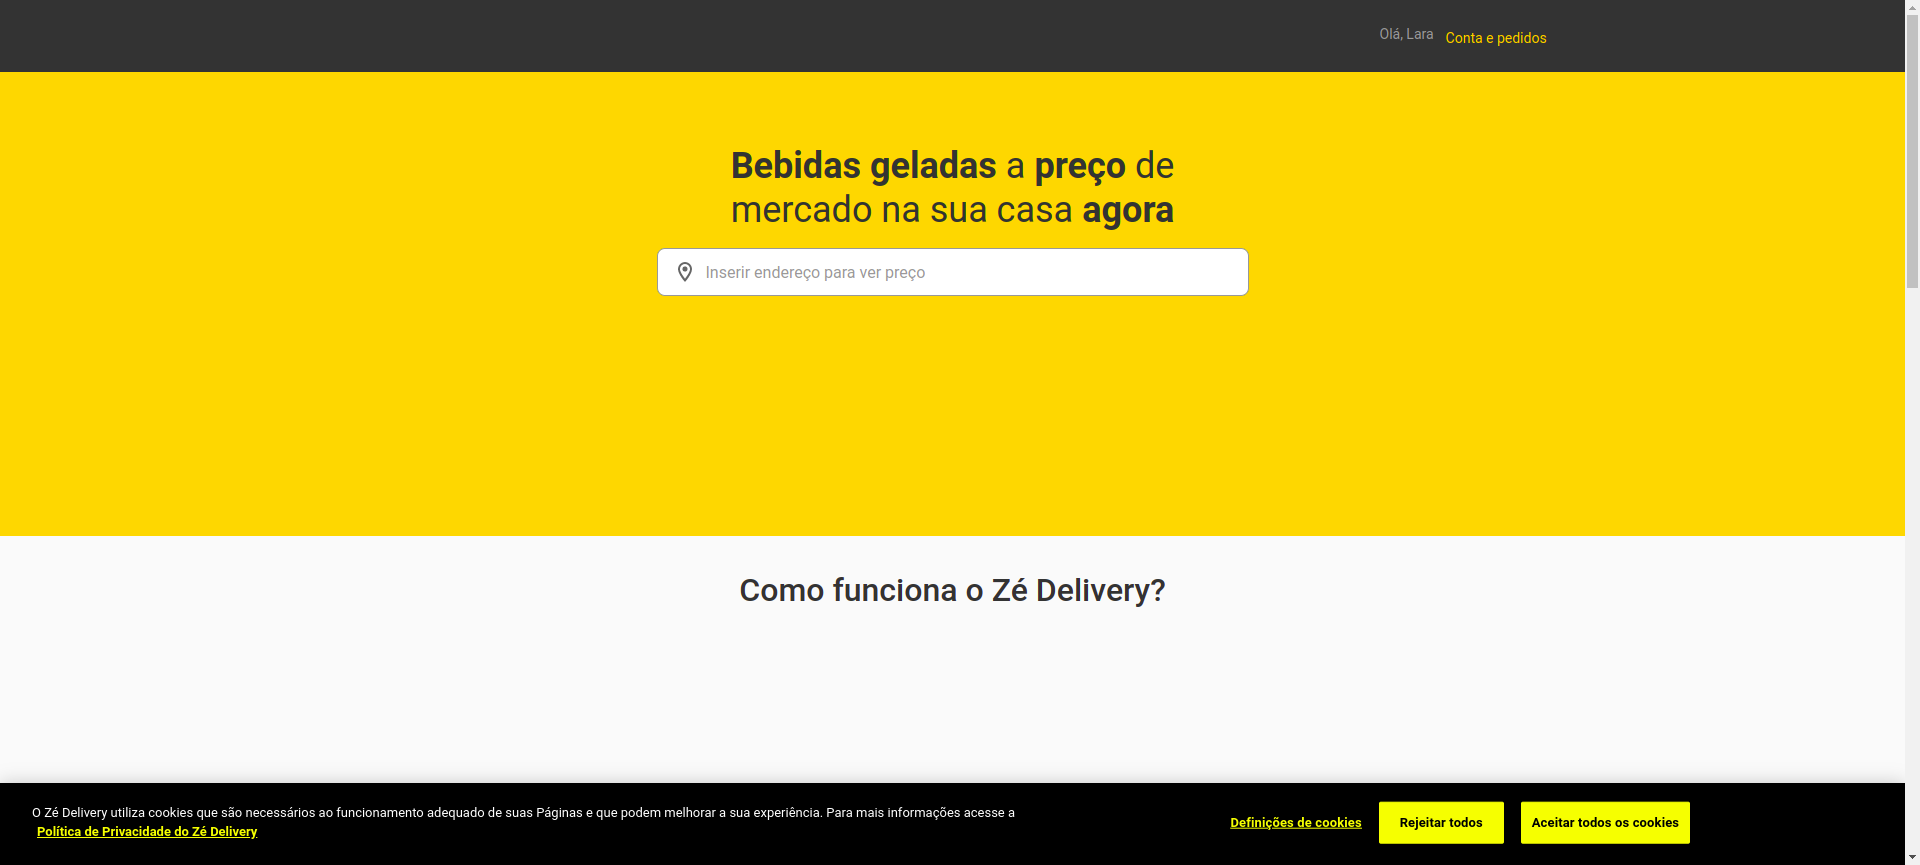 Olá, Lara
Conta e pedidos
Bebidas geladas a preço de
mercado na sua casa agora
Inserir endereço para ver preço
Como funciona o Zé Delivery?
O Zé Delivery utiliza cookies que são necessários ao funcionamento adequado de suas Páginas e que podem melhorar a sua experiência. Para mais informações acesse a
Política de Privacidade do Zé Delivery
Definições de cookies
Rejeitar todos
Aceitar todos os cookies